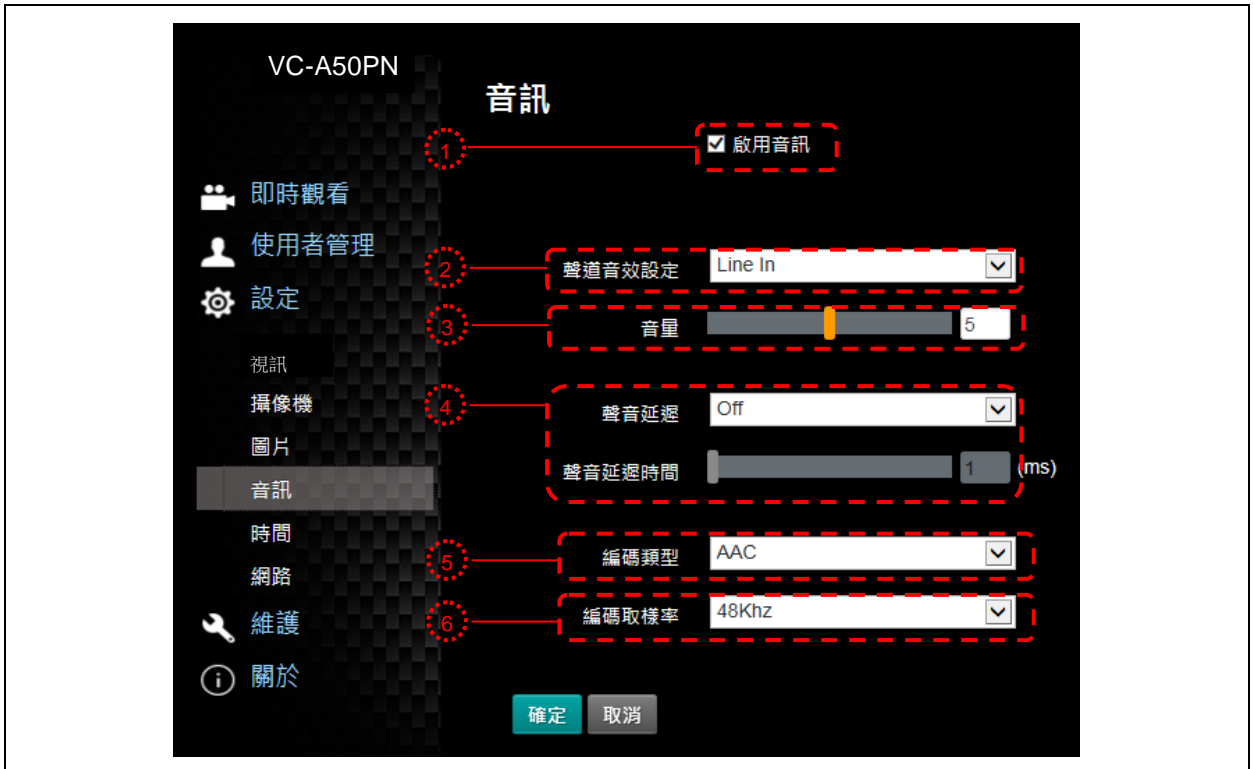 VC-A50PN
音訊
1
啟用音訊
即時觀看
使用者管理
設定
視訊
攝像機
圖片
音訊
時間
網路
維護
關於
2
聲道音效設定 Line In
3
音量 5
4
聲音延遲 Off
聲音延遲時間 1 (ms)
5
編碼類型 AAC
6
編碼取樣率 48Khz
確定 取消